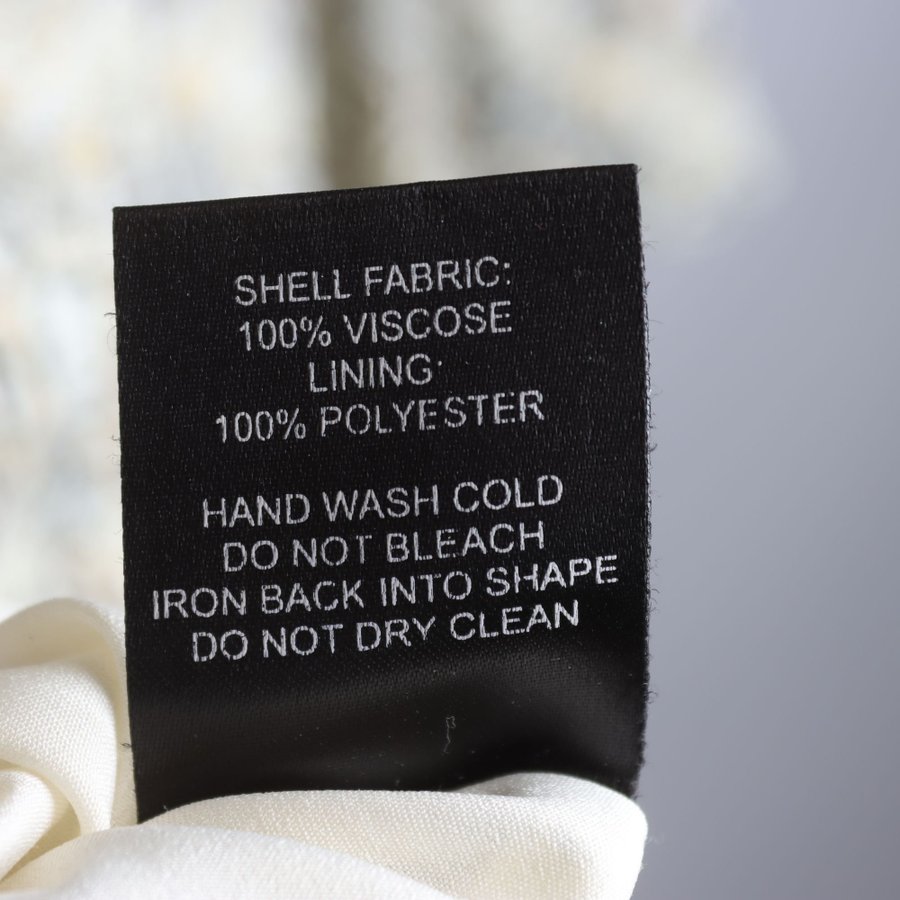 SHELL FABRIC:
100% VISCOSE
LINING:
100% POLYESTER
HAND WASH COLD
DO NOT BLEACH
IRON BACK INTO SHAPE
DO NOT DRY CLEAN